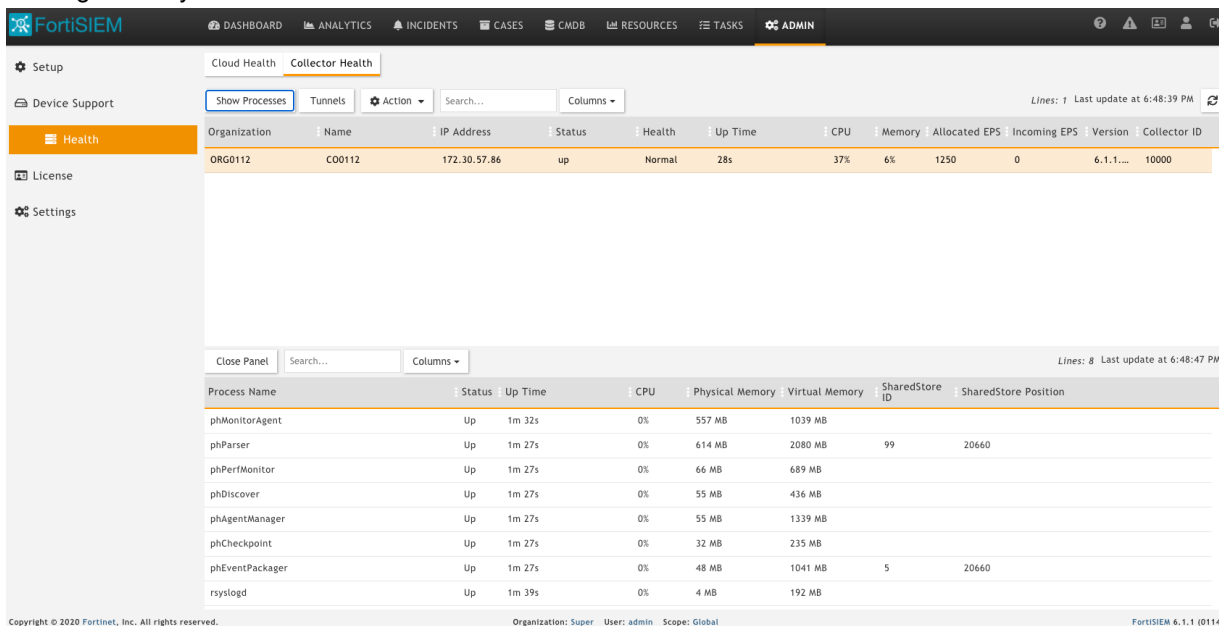 FortiSIEM DASHBOARD ANALYTICS INCIDENTS CASES CMDB RESOURCES TASKS ADMIN
Setup
Device Support
Health
License
Settings
Cloud Health Collector Health
Show Processes Tunnels Action Search... Columns Lines: 1 Last update at 6:48:39 PM
Organization Name IP Address Status Health Up Time CPU Memory Allocated EPS Incoming EPS Version Collector ID
ORG0112 CO0112 172.30.57.86 up Normal 28s 37% 6% 1250 0 6.1.1.... 10000
Close Panel Search... Columns Lines: 8 Last update at 6:48:47 PM
Process Name Status Up Time CPU Physical Memory Virtual Memory SharedStore ID SharedStore Position
phMonitorAgent Up 1m 32s 0% 557 MB 1039 MB
phParser Up 1m 27s 0% 614 MB 2080 MB 99 20660
phPerfMonitor Up 1m 27s 0% 66 MB 689 MB
phDiscover Up 1m 27s 0% 55 MB 436 MB
phAgentManager Up 1m 27s 0% 55 MB 1339 MB
phCheckpoint Up 1m 27s 0% 32 MB 235 MB
phEventPackager Up 1m 27s 0% 48 MB 1041 MB 5 20660
rsyslogd Up 1m 39s 0% 4 MB 192 MB
Copyright © 2020 Fortinet, Inc. All rights reserved. Organization: Super User: admin Scope: Global FortiSIEM 6.1.1 (0114